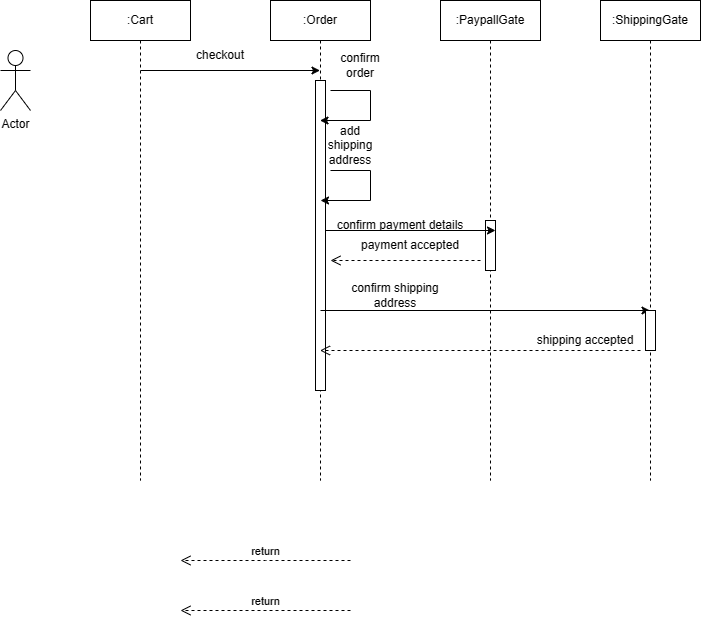 :Cart
:Order
:PaypallGate
:ShippingGate
checkout
confirm
order
Actor
add
shipping
address
confirm payment details
payment accepted
confirm shipping
address
shipping accepted
return
return